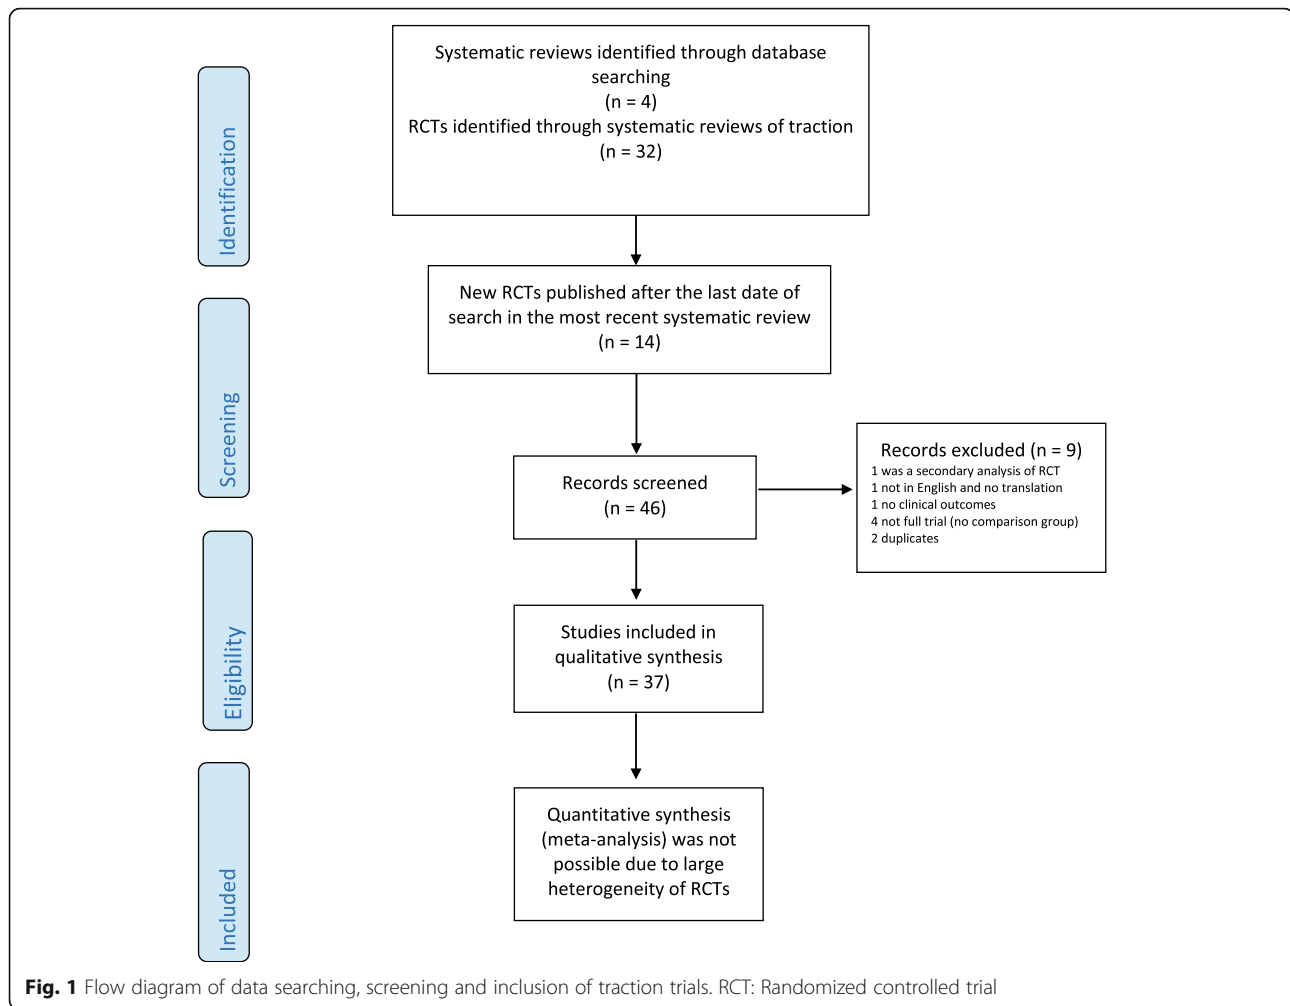 Identification
Systematic reviews identified through database
searching
(n = 4)
RCTs identified through systematic reviews of traction
(n = 32)
Screening
New RCTs published after the last date of
search in the most recent systematic review
(n = 14)
Records screened
(n = 46)
Records excluded (n = 9)
1 was a secondary analysis of RCT
1 not in English and no translation
1 no clinical outcomes
4 not full trial (no comparison group)
2 duplicates
Eligibility
Studies included in
qualitative synthesis
(n = 37)
Included
Quantitative synthesis
(meta-analysis) was not
possible due to large
heterogeneity of RCTs
Fig. 1 Flow diagram of data searching, screening and inclusion of traction trials. RCT: Randomized controlled trial